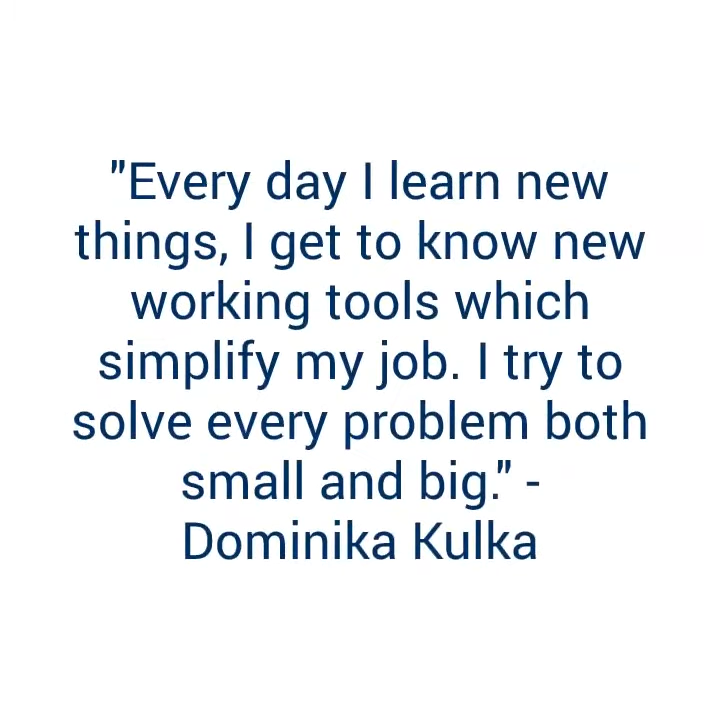 "Every day I learn new
things, I get to know new
working tools which
simplify my job. I try to
solve every problem both
small and big." -
Dominika Kulka